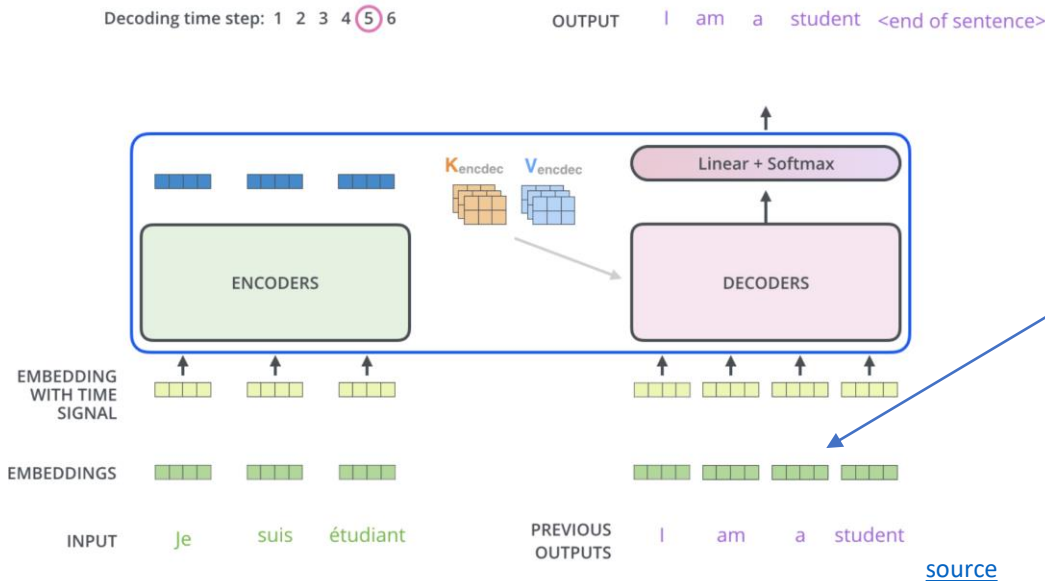 Decoding time step: 1 2 3 4 5 6
OUTPUT I am a student <end of sentence>
Kencdec Vencdec
Linear + Softmax
ENCODERS
DECODERS
EMBEDDING
WITH TIME
SIGNAL
EMBEDDINGS
INPUT Je suis étudiant
PREVIOUS
OUTPUTS
I am a student
source